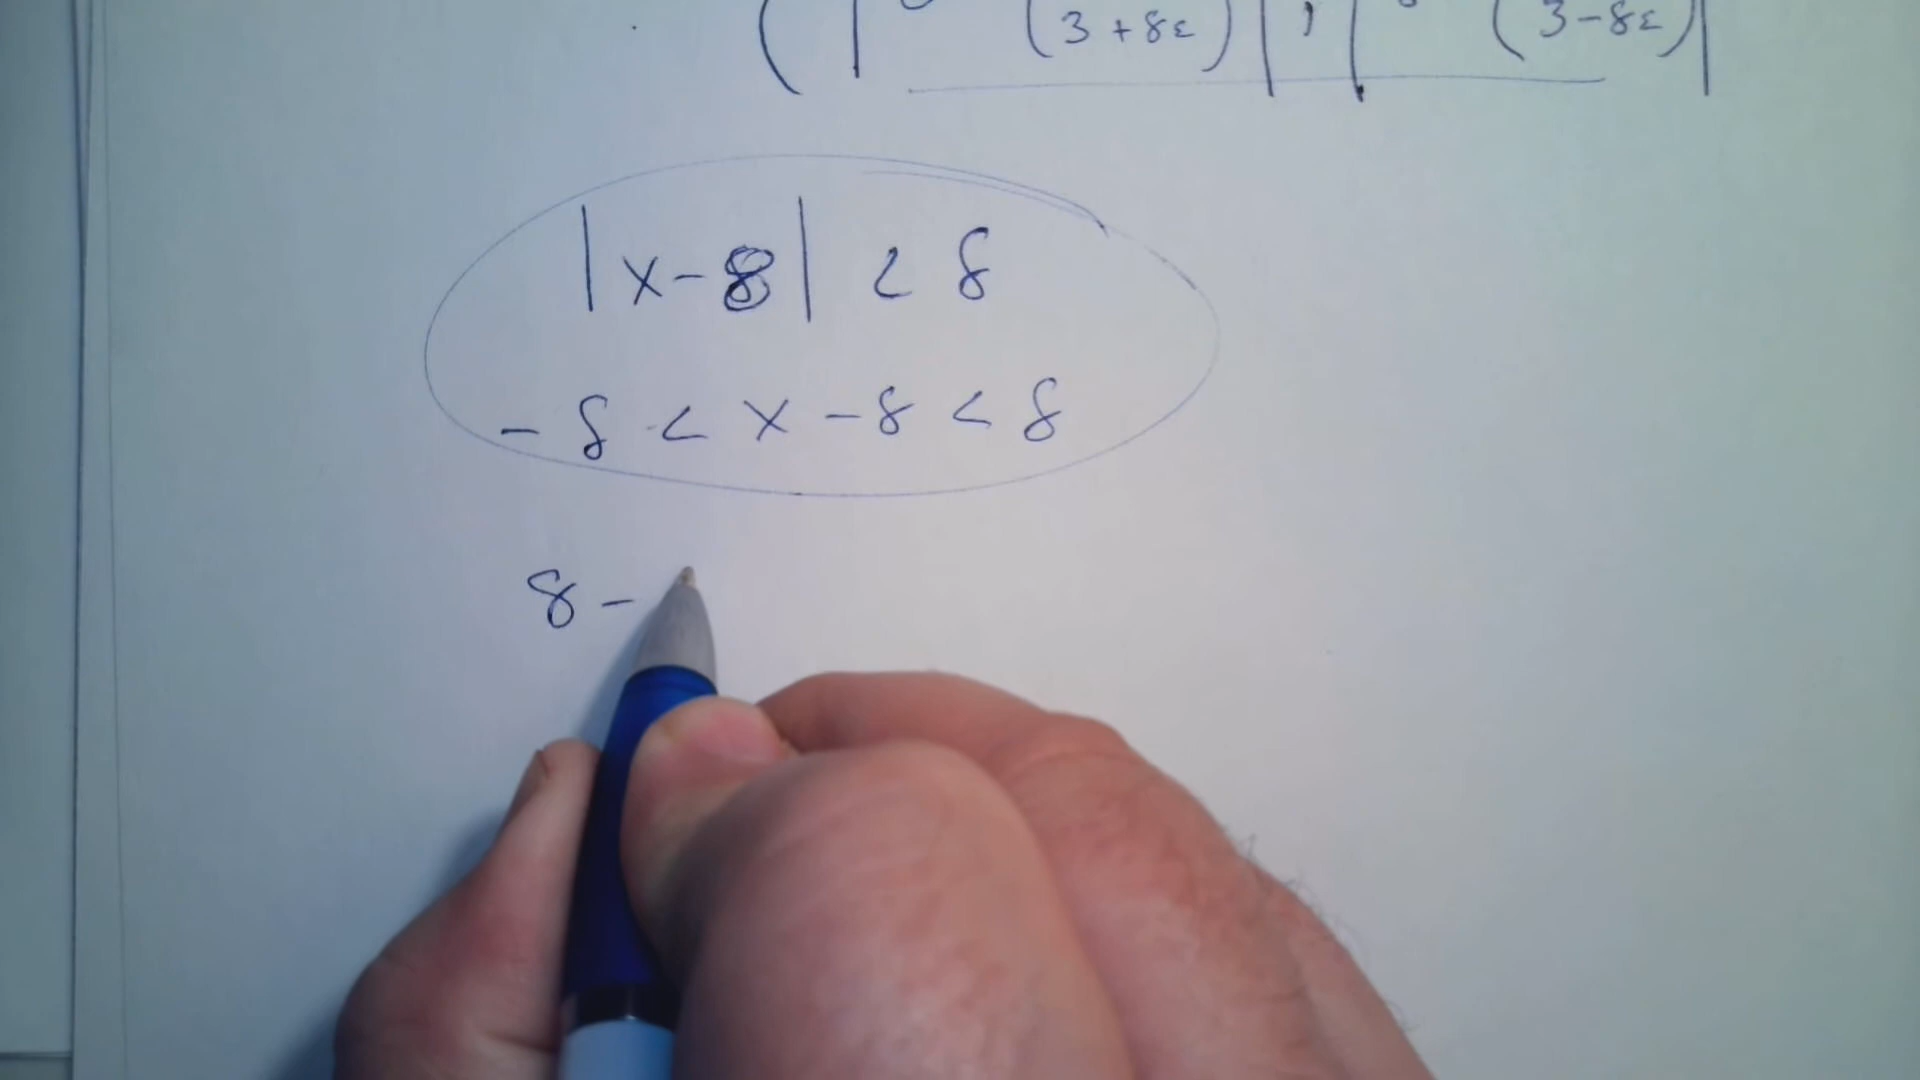 ( | (3+8ε) | , | (3-8ε) |
|x-8| < δ
-δ < x-8 < δ
8-